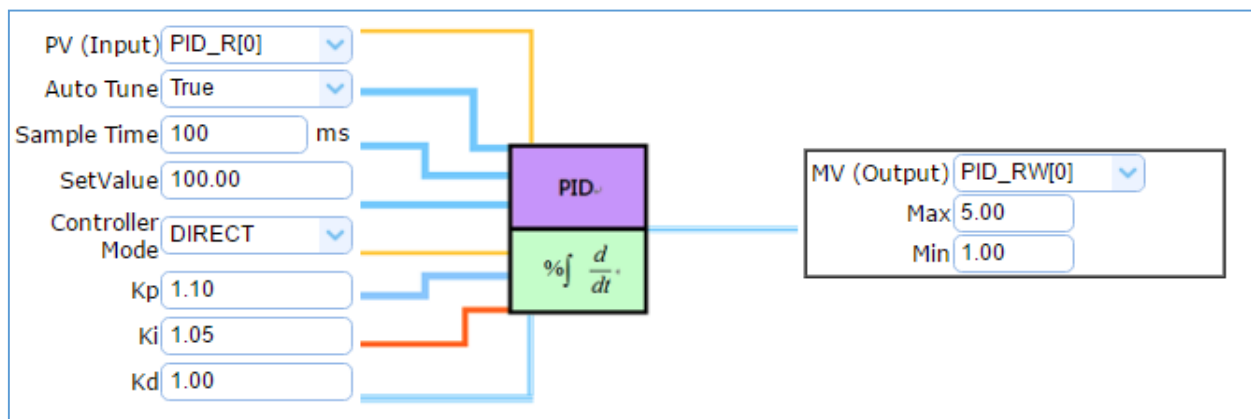 PV (Input) PID_R[0]
Auto Tune True
Sample Time 100 ms
SetValue 100.00
Controller
Mode DIRECT
Kp 1.10
Ki 1.05
Kd 1.00
PID
%∫ d/dt
MV (Output) PID_RW[0]
Max 5.00
Min 1.00